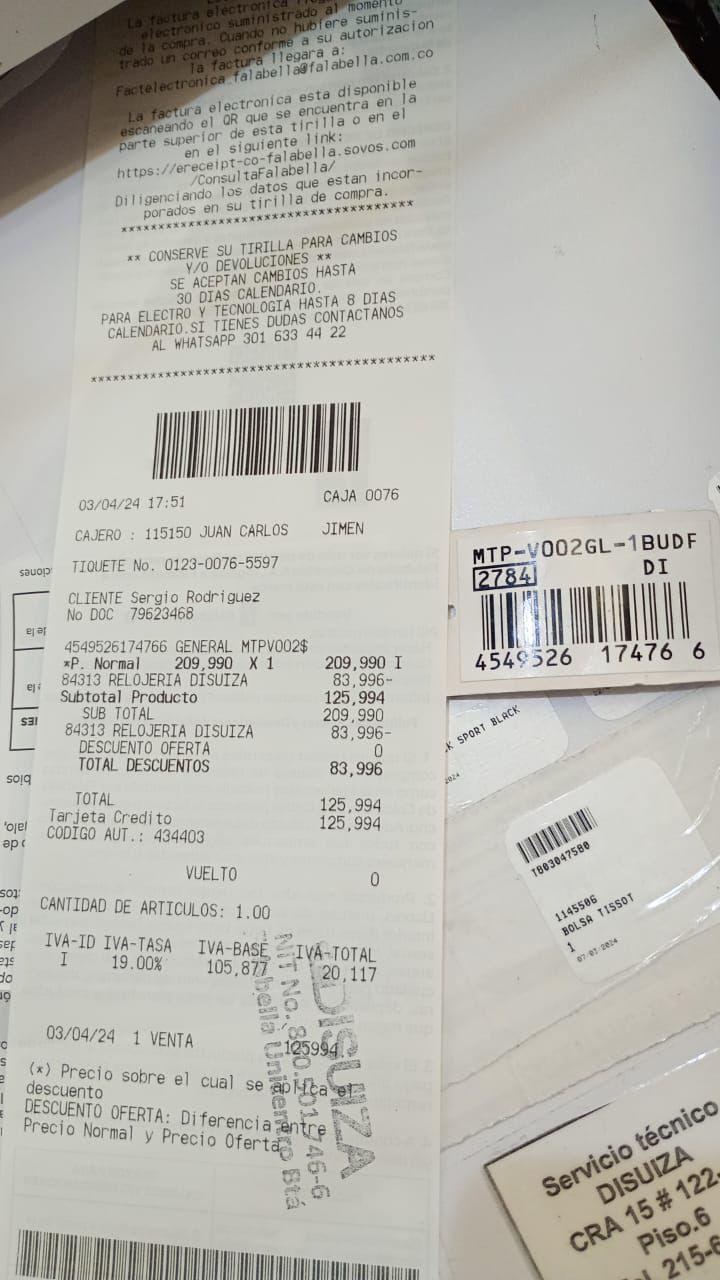 La factura electronica
electronico suministrado al momento
de la compra. Cuando no hubiere suminis-
trado un correo conforme a su autorizacion
la factura llegara a:
Factelectronica_falabella@falabella.com.co
La factura electronica esta disponible
escaneando el QR que se encuentra en la
parte superior de esta tirilla o en el
en el siguiente link:
https://ereceipt-co-falabella.sovos.com
/ConsultaFalabella/
Diligenciando los datos que estan incor-
porados en su tirilla de compra.
** CONSERVE SU TIRILLA PARA CAMBIOS
Y/O DEVOLUCIONES **
SE ACEPTAN CAMBIOS HASTA
30 DIAS CALENDARIO.
PARA ELECTRO Y TECNOLOGIA HASTA 8 DIAS
CALENDARIO.SI TIENES DUDAS CONTACTANOS
AL WHATSAPP 301 633 44 22
03/04/24 17:51 CAJA 0076
CAJERO : 115150 JUAN CARLOS JIMEN
TIQUETE No. 0123-0076-5597
CLIENTE Sergio Rodriguez
No DOC 79623468
4549526174766 GENERAL MTPV002$
*P. Normal 209,990 X 1 209,990 I
84313 RELOJERIA DISUIZA 83,996-
Subtotal Producto 125,994
SUB TOTAL 209,990
84313 RELOJERIA DISUIZA 83,996-
DESCUENTO OFERTA 0
TOTAL DESCUENTOS 83,996
TOTAL 125,994
Tarjeta Credito 125,994
CODIGO AUT.: 434403
VUELTO 0
CANTIDAD DE ARTICULOS: 1.00
IVA-ID IVA-TASA IVA-BASE IVA-TOTAL
I 19.00% 105,877 20,117
03/04/24 1 VENTA 125994.
(*) Precio sobre el cual se aplica el
descuento
DESCUENTO OFERTA: Diferencia entre
Precio Normal y Precio Oferta
DISUIZA
NIT No.
MTP-V002GL-1BUDF
2784 DI
4549526 17476 6
SPORT BLACK
TB03047580
1145506
BOLSA TISSOT
1
07/03/2024
Servicio técnico
DISUIZA
CRA 15 # 122-
Piso.6
215-6